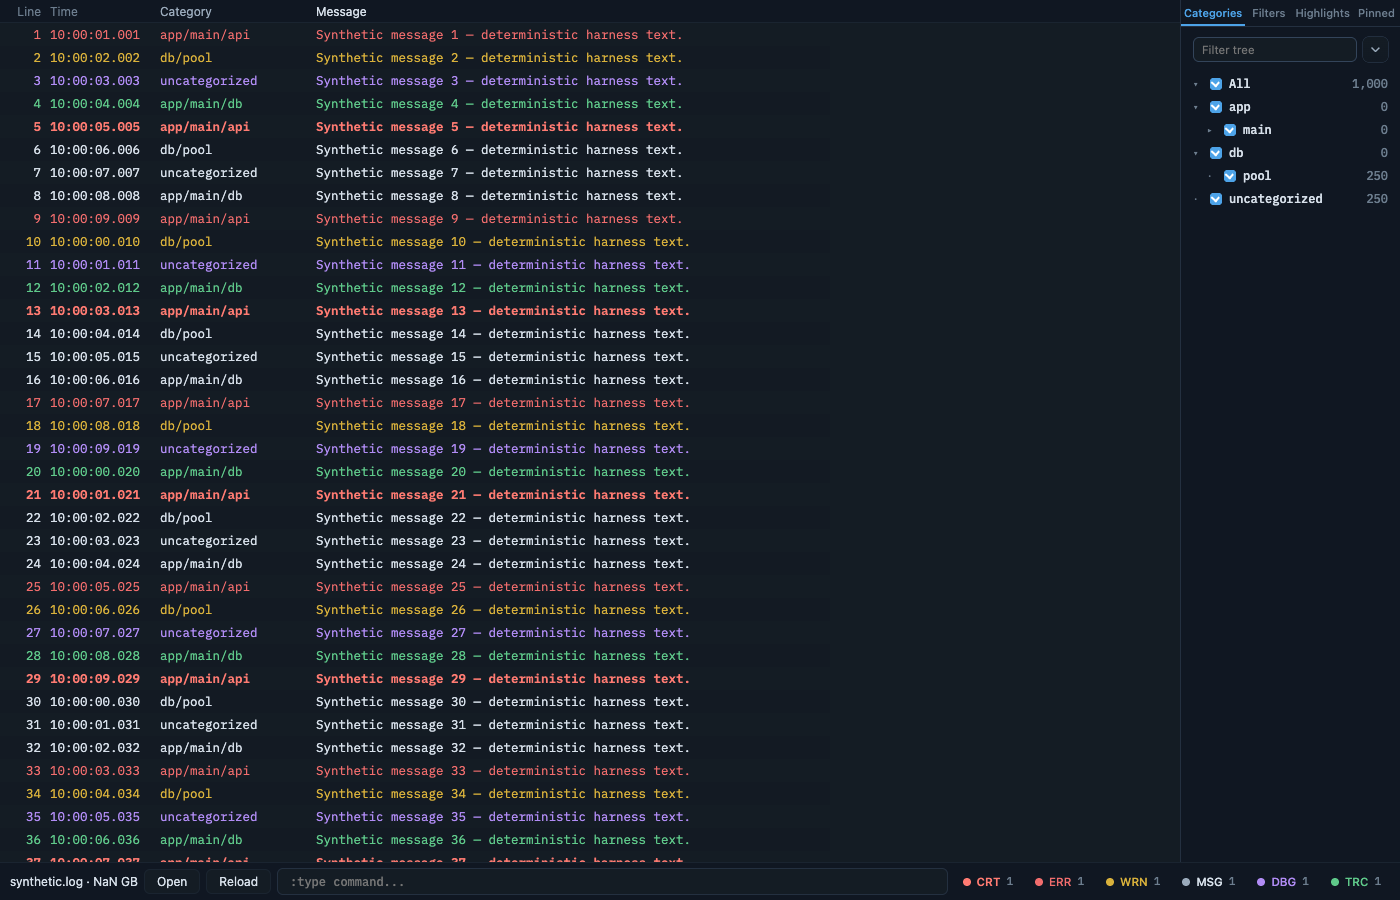 Line Time Category Message
1 10:00:01.001 app/main/api Synthetic message 1 — deterministic harness text.
2 10:00:02.002 db/pool Synthetic message 2 — deterministic harness text.
3 10:00:03.003 uncategorized Synthetic message 3 — deterministic harness text.
4 10:00:04.004 app/main/db Synthetic message 4 — deterministic harness text.
5 10:00:05.005 app/main/api Synthetic message 5 — deterministic harness text.
6 10:00:06.006 db/pool Synthetic message 6 — deterministic harness text.
7 10:00:07.007 uncategorized Synthetic message 7 — deterministic harness text.
8 10:00:08.008 app/main/db Synthetic message 8 — deterministic harness text.
9 10:00:09.009 app/main/api Synthetic message 9 — deterministic harness text.
10 10:00:00.010 db/pool Synthetic message 10 — deterministic harness text.
11 10:00:01.011 uncategorized Synthetic message 11 — deterministic harness text.
12 10:00:02.012 app/main/db Synthetic message 12 — deterministic harness text.
13 10:00:03.013 app/main/api Synthetic message 13 — deterministic harness text.
14 10:00:04.014 db/pool Synthetic message 14 — deterministic harness text.
15 10:00:05.015 uncategorized Synthetic message 15 — deterministic harness text.
16 10:00:06.016 app/main/db Synthetic message 16 — deterministic harness text.
17 10:00:07.017 app/main/api Synthetic message 17 — deterministic harness text.
18 10:00:08.018 db/pool Synthetic message 18 — deterministic harness text.
19 10:00:09.019 uncategorized Synthetic message 19 — deterministic harness text.
20 10:00:00.020 app/main/db Synthetic message 20 — deterministic harness text.
21 10:00:01.021 app/main/api Synthetic message 21 — deterministic harness text.
22 10:00:02.022 db/pool Synthetic message 22 — deterministic harness text.
23 10:00:03.023 uncategorized Synthetic message 23 — deterministic harness text.
24 10:00:04.024 app/main/db Synthetic message 24 — deterministic harness text.
25 10:00:05.025 app/main/api Synthetic message 25 — deterministic harness text.
26 10:00:06.026 db/pool Synthetic message 26 — deterministic harness text.
27 10:00:07.027 uncategorized Synthetic message 27 — deterministic harness text.
28 10:00:08.028 app/main/db Synthetic message 28 — deterministic harness text.
29 10:00:09.029 app/main/api Synthetic message 29 — deterministic harness text.
30 10:00:00.030 db/pool Synthetic message 30 — deterministic harness text.
31 10:00:01.031 uncategorized Synthetic message 31 — deterministic harness text.
32 10:00:02.032 app/main/db Synthetic message 32 — deterministic harness text.
33 10:00:03.033 app/main/api Synthetic message 33 — deterministic harness text.
34 10:00:04.034 db/pool Synthetic message 34 — deterministic harness text.
35 10:00:05.035 uncategorized Synthetic message 35 — deterministic harness text.
36 10:00:06.036 app/main/db Synthetic message 36 — deterministic harness text.
37 10:00:07.037 app/main/api Synthetic message 37 — deterministic harness text.
Categories Filters Highlights Pinned
Filter tree
All 1,000
app 0
main 0
db 0
pool 250
uncategorized 250
synthetic.log · NaN GB Open Reload :type command... CRT 1 ERR 1 WRN 1 MSG 1 DBG 1 TRC 1